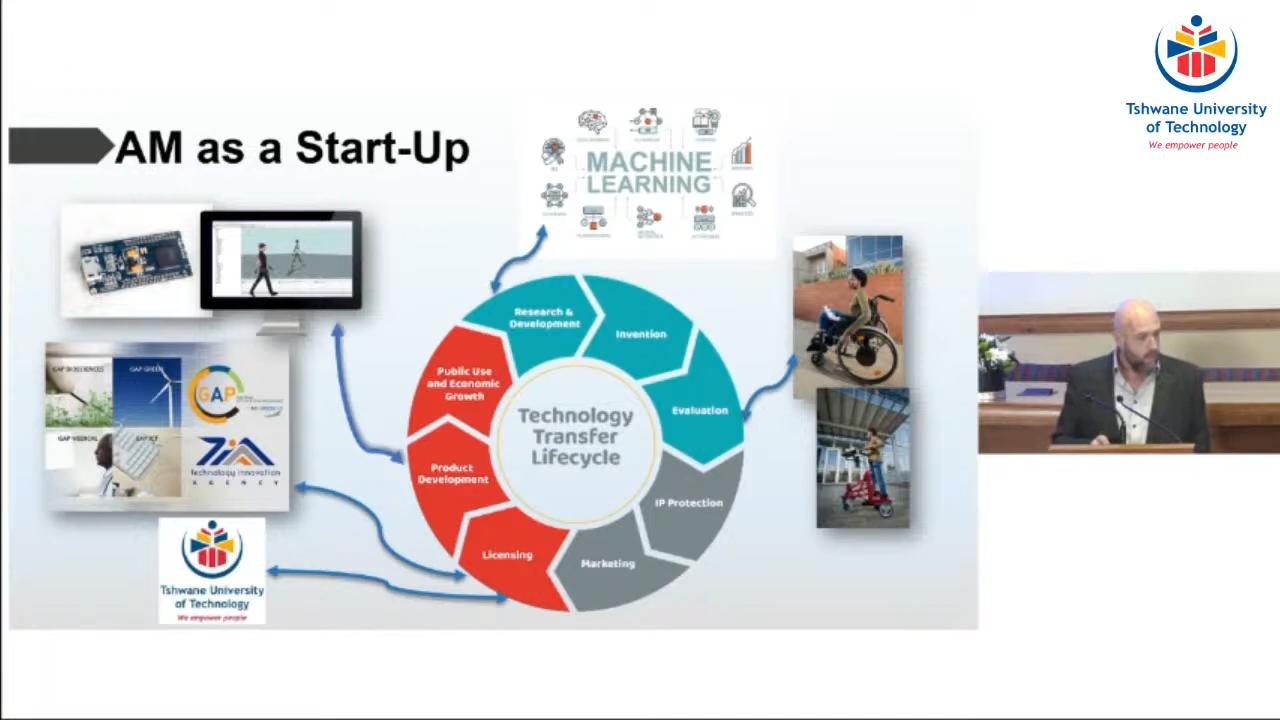 Tshwane University
of Technology
We empower people
AM as a Start-Up
MACHINE
LEARNING
GAP BIOSCIENCES
GAP GREEN
GAP
GAP MEDICAL
GAP ICT
Technology Innovation
AGENCY
Tshwane University
of Technology
We empower people
Technology
Transfer
Lifecycle
Research &
Development
Invention
Evaluation
IP Protection
Marketing
Licensing
Product
Development
Public Use
and Economic
Growth